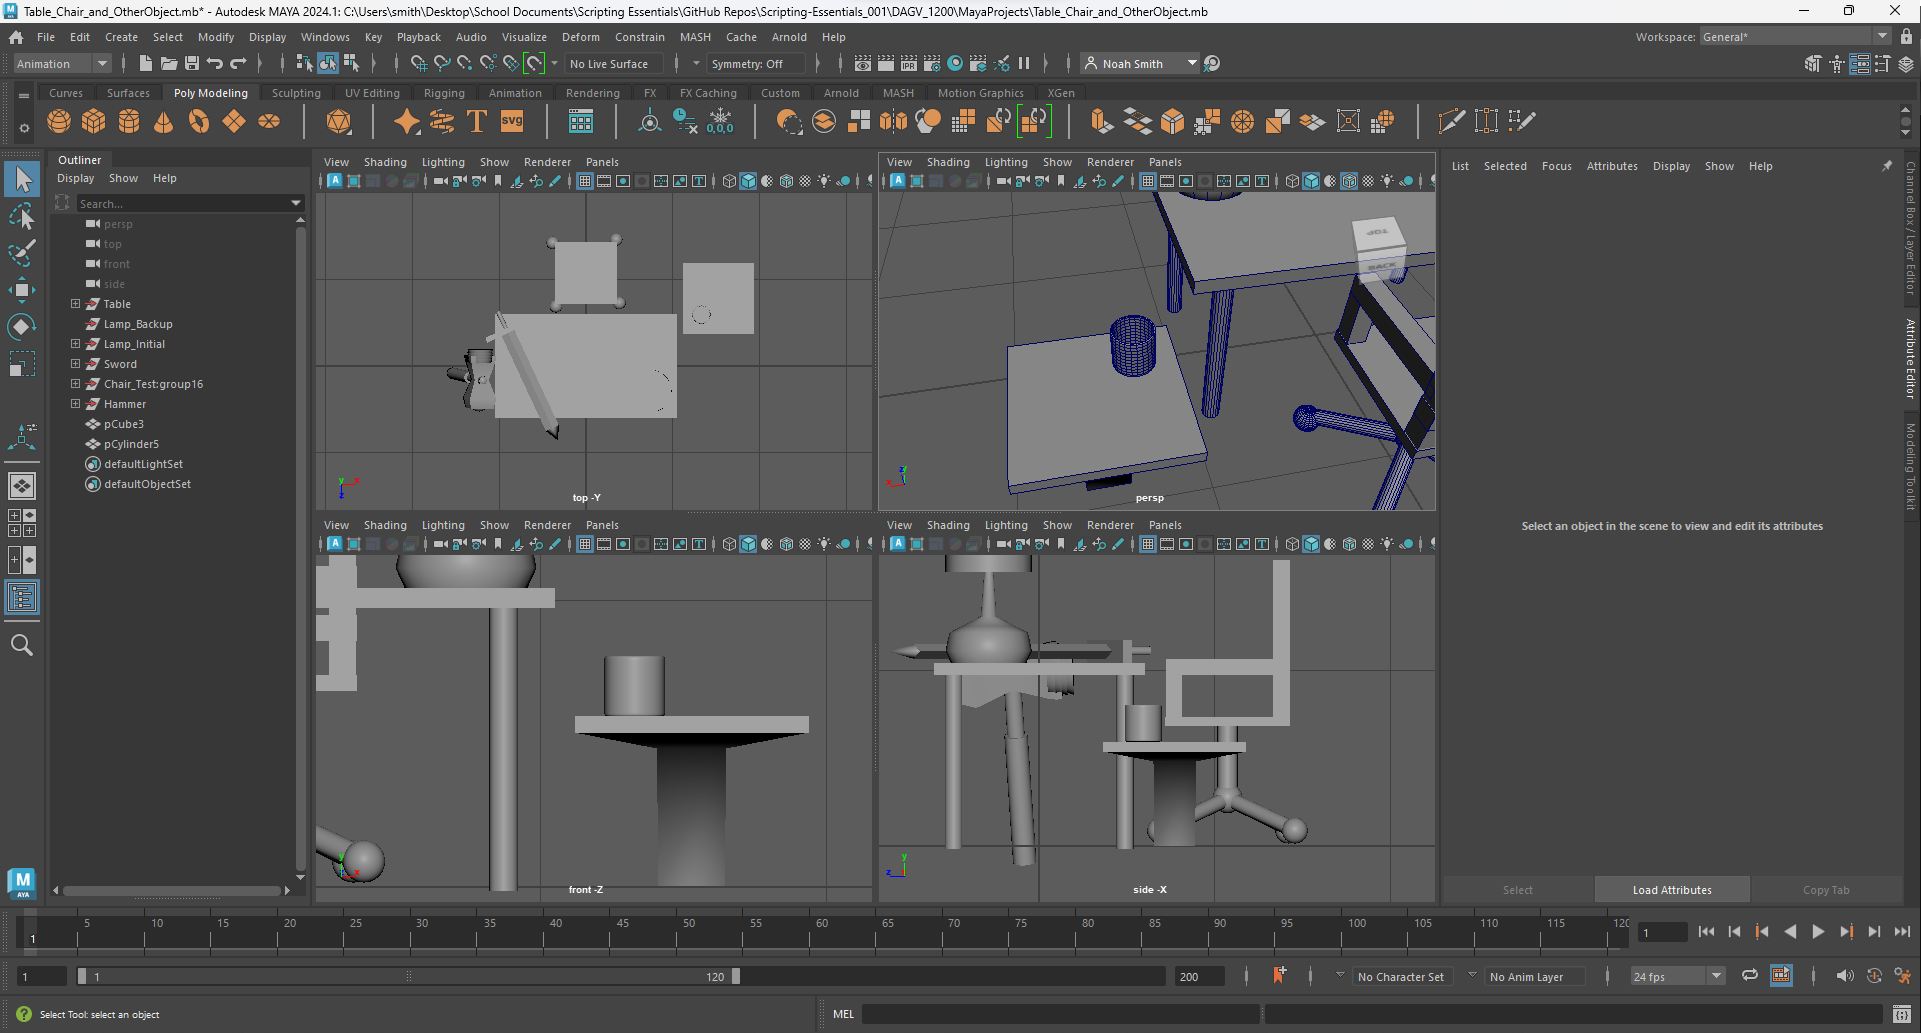 Table_Chair_and_OtherObject.mb* - Autodesk MAYA 2024.1: C:\Users\smith\Desktop\School Documents\Scripting Essentials\GitHub Repos\Scripting-Essentials_001\DAGV_1200\MayaProjects\Table_Chair_and_OtherObject.mb
File Edit Create Select Modify Display Windows Key Playback Audio Visualize Deform Constrain MASH Cache Arnold Help
Workspace: General*
Animation
No Live Surface
Symmetry: Off
IPR
Noah Smith
Curves Surfaces Poly Modeling Sculpting UV Editing Rigging Animation Rendering FX FX Caching Custom Arnold MASH Motion Graphics XGen
SVG
0,0,0
Outliner
Display Show Help
Search...
persp
top
front
side
Table
Lamp_Backup
Lamp_Initial
Sword
Chair_Test:group16
Hammer
pCube3
pCylinder5
defaultLightSet
defaultObjectSet
View Shading Lighting Show Renderer Panels
top -Y
View Shading Lighting Show Renderer Panels
TOP
BACK
persp
View Shading Lighting Show Renderer Panels
front -Z
View Shading Lighting Show Renderer Panels
side -X
List Selected Focus Attributes Display Show Help
Select an object in the scene to view and edit its attributes
Select Load Attributes Copy Tab
Channel Box / Layer Editor
Attribute Editor
Modeling Toolkit
M
AYA
5 10 15 20 25 30 35 40 45 50 55 60 65 70 75 80 85 90 95 100 105 110 115 120
1
1
1
1
120
200
No Character Set
No Anim Layer
24 fps
Select Tool: select an object
MEL